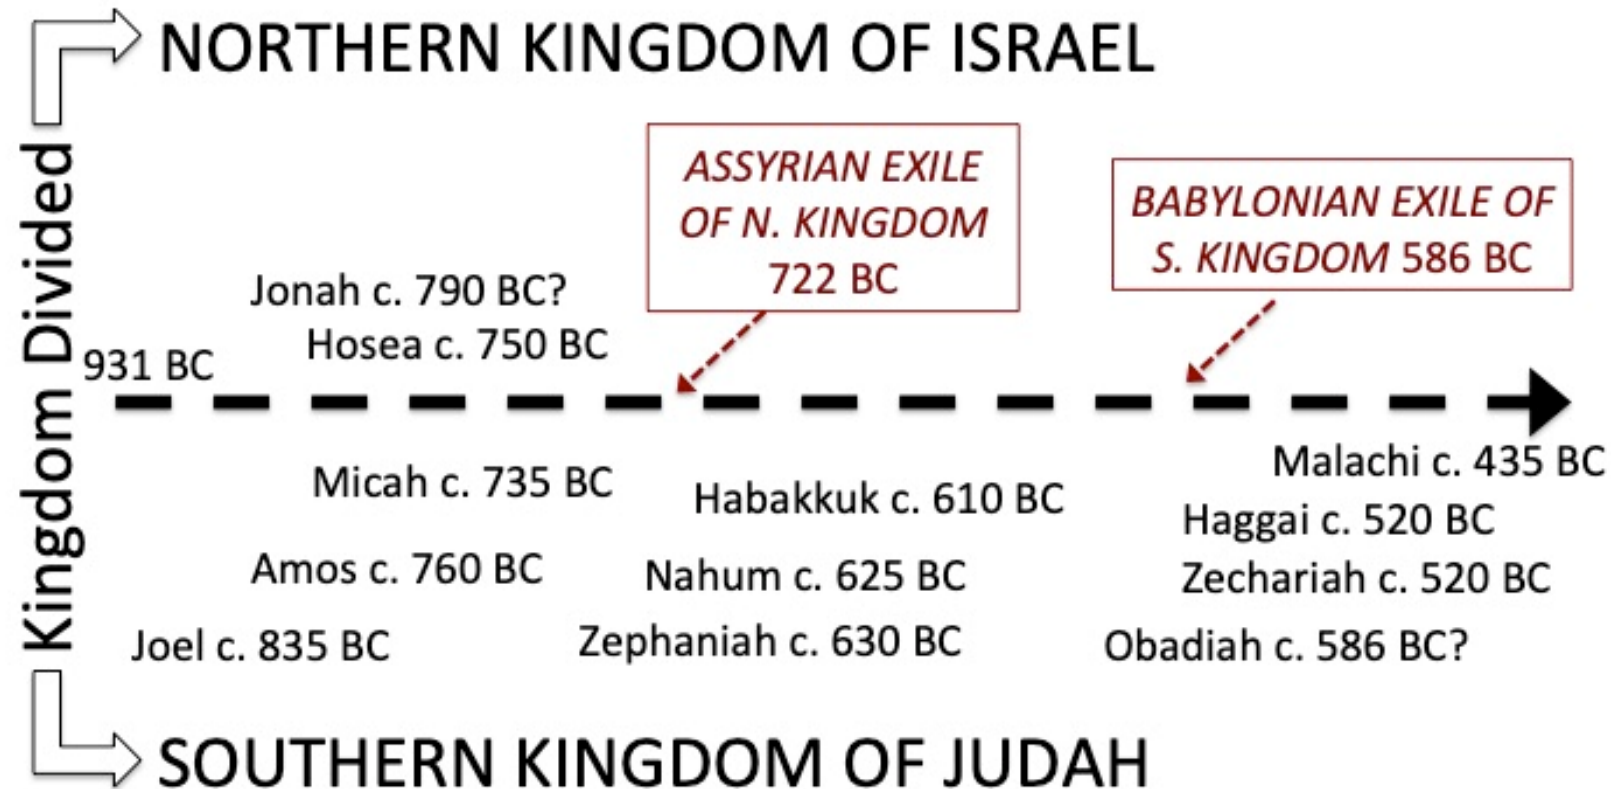 NORTHERN KINGDOM OF ISRAEL
Kingdom Divided
ASSYRIAN EXILE
OF N. KINGDOM
722 BC
BABYLONIAN EXILE OF
S. KINGDOM 586 BC
Jonah c. 790 BC?
Hosea c. 750 BC
931 BC
Micah c. 735 BC
Habakkuk c. 610 BC
Malachi c. 435 BC
Haggai c. 520 BC
Amos c. 760 BC
Nahum c. 625 BC
Zechariah c. 520 BC
Joel c. 835 BC
Zephaniah c. 630 BC
Obadiah c. 586 BC?
SOUTHERN KINGDOM OF JUDAH